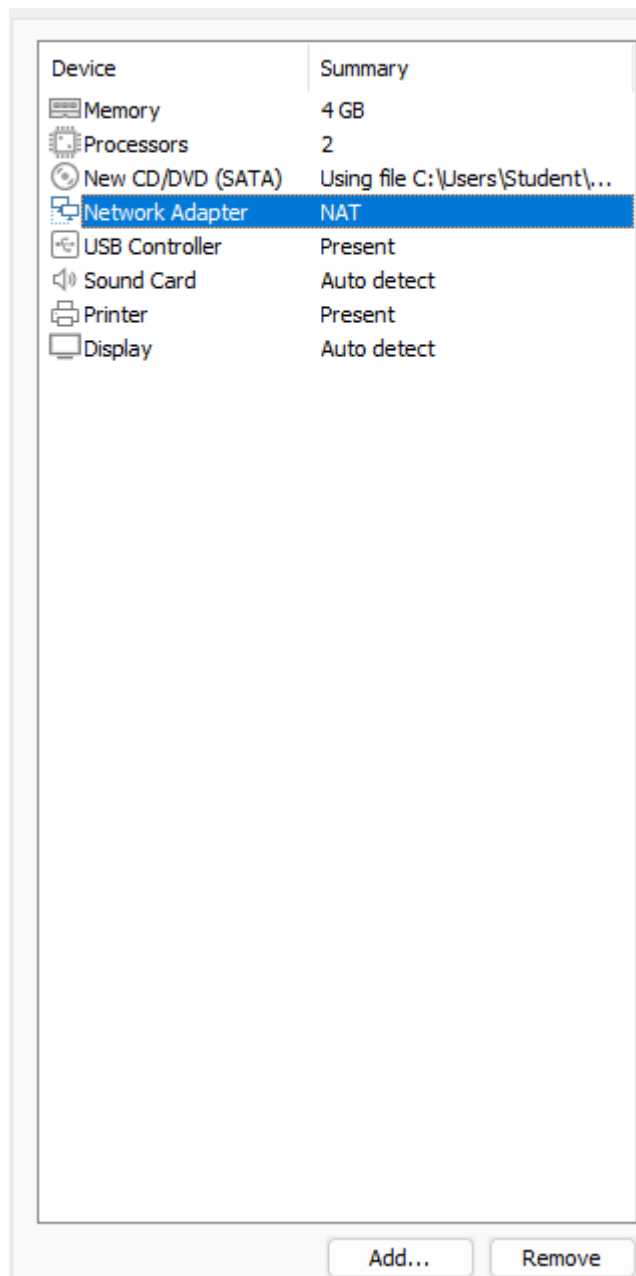 Device Summary
Memory 4 GB
Processors 2
New CD/DVD (SATA) Using file C:\Users\Student\...
Network Adapter NAT
USB Controller Present
Sound Card Auto detect
Printer Present
Display Auto detect
Add... Remove